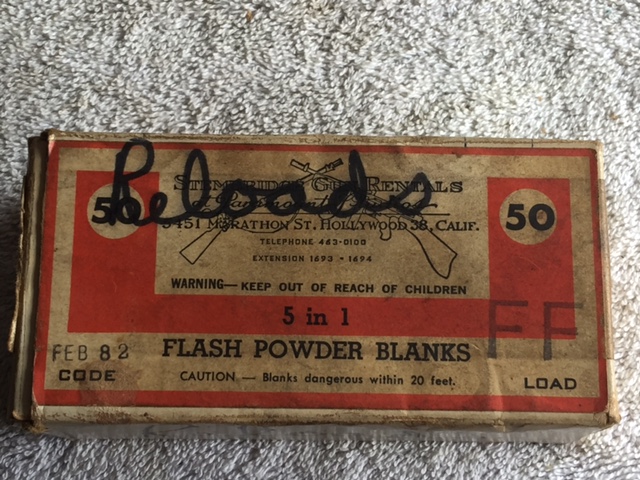 Reloads
50 STEMBRIDGE GUN RENTALS 50
5451 MARATHON ST. HOLLYWOOD 38, CALIF.
TELEPHONE 463-0100
EXTENSION 1693 • 1694
WARNING— KEEP OUT OF REACH OF CHILDREN
5 in 1
FF
FEB 82 FLASH POWDER BLANKS
CODE CAUTION — Blanks dangerous within 20 feet. LOAD